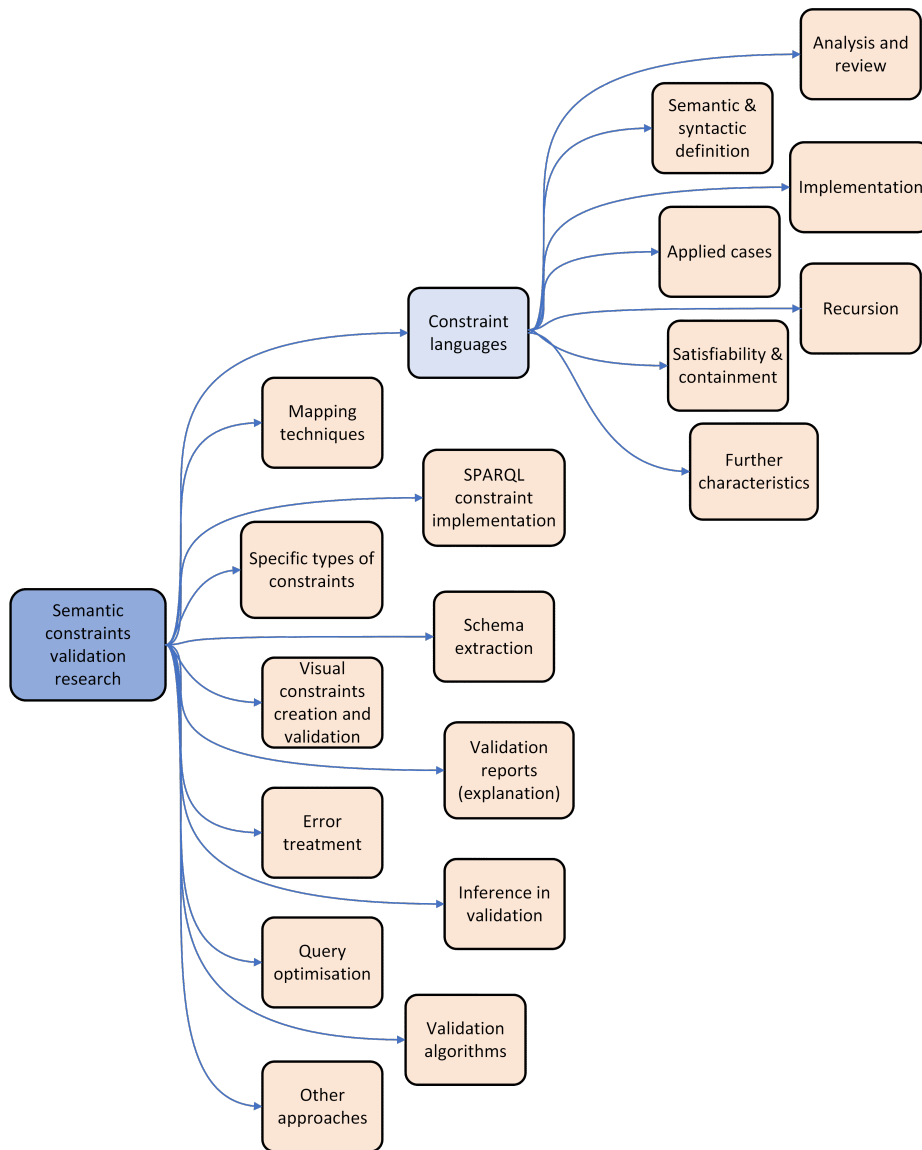 Analysis and
review
Semantic &
syntactic
definition
Implementation
Applied cases
Constraint
languages
Recursion
Satisfiability &
containment
Mapping
techniques
Further
characteristics
SPARQL
constraint
implementation
Specific types of
constraints
Semantic
constraints
validation
research
Schema
extraction
Visual
constraints
creation and
validation
Validation
reports
(explanation)
Error
treatment
Inference in
validation
Query
optimisation
Validation
algorithms
Other
approaches